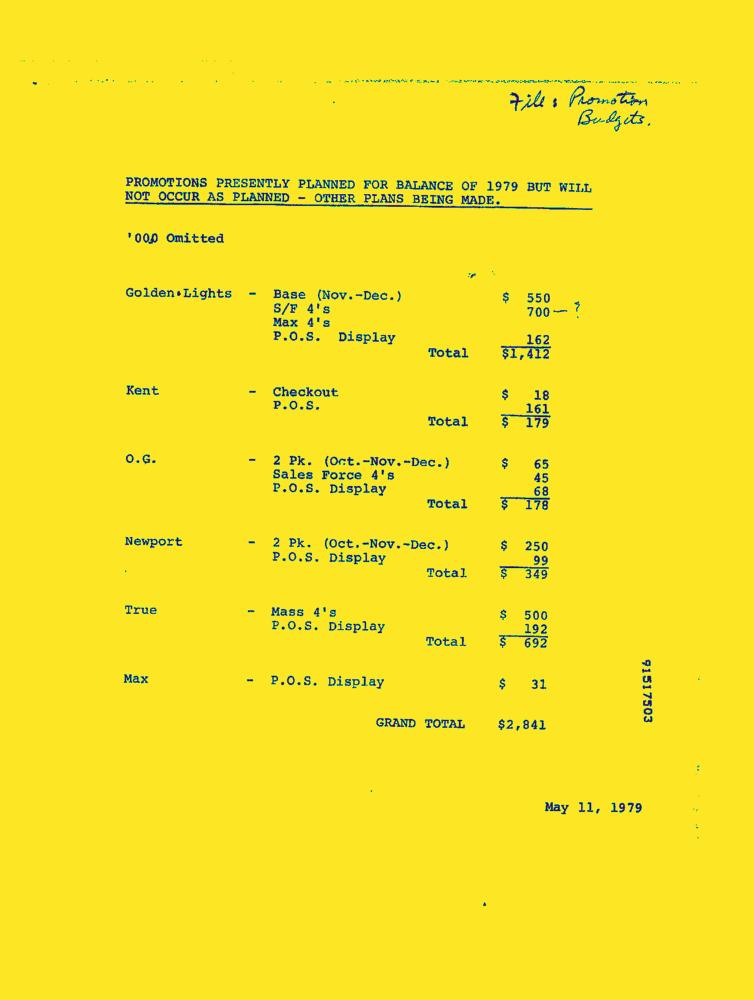 File: Promotion
Budgets.
PROMOTIONS PRESENTLY PLANNED FOR BALANCE OF 1979 BUT WILL
NOT OCCUR AS PLANNED - OTHER PLANS BEING MADE.
'000 Omitted
Golden Lights - Base (Nov.-Dec.) $ 550
S/F 4's 700 — ?
Max 4's
P.O.S. Display 162
Total $1,412
Kent - Checkout $ 18
P.O.S. 161
Total $ 179
O.G. - 2 Pk. (Oct.-Nov.-Dec.) $ 65
Sales Force 4's 45
P.O.S. Display 68
Total $ 178
Newport - 2 Pk. (Oct.-Nov.-Dec.) $ 250
P.O.S. Display 99
Total $ 349
True - Mass 4's $ 500
P.O.S. Display 192
Total $ 692
Max - P.O.S. Display $ 31
GRAND TOTAL $2,841
91517503
May 11, 1979